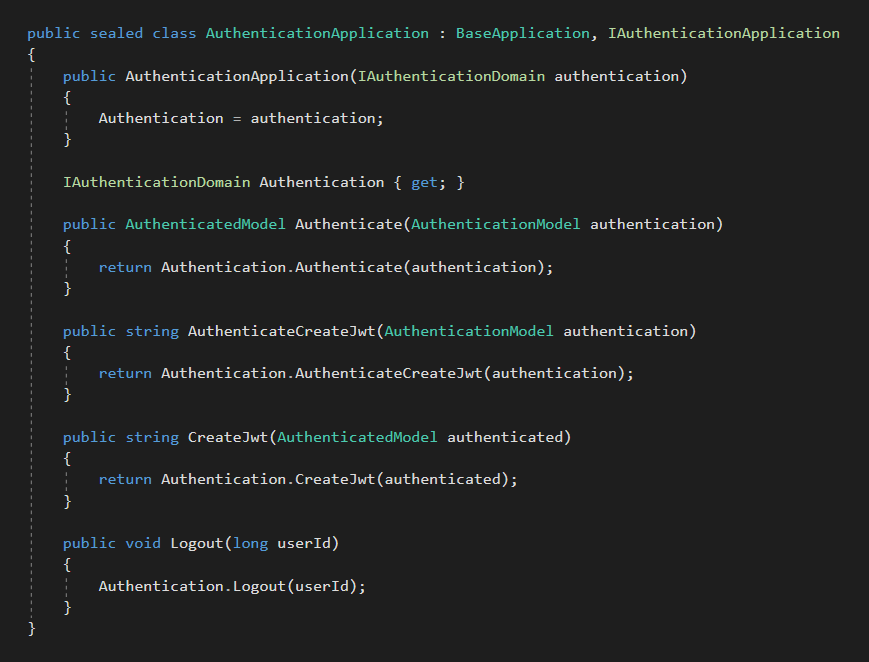 public sealed class AuthenticationApplication : BaseApplication, IAuthenticationApplication
{
    public AuthenticationApplication(IAuthenticationDomain authentication)
    {
        Authentication = authentication;
    }

    IAuthenticationDomain Authentication { get; }

    public AuthenticatedModel Authenticate(AuthenticationModel authentication)
    {
        return Authentication.Authenticate(authentication);
    }

    public string AuthenticateCreateJwt(AuthenticationModel authentication)
    {
        return Authentication.AuthenticateCreateJwt(authentication);
    }

    public string CreateJwt(AuthenticatedModel authenticated)
    {
        return Authentication.CreateJwt(authenticated);
    }

    public void Logout(long userId)
    {
        Authentication.Logout(userId);
    }
}